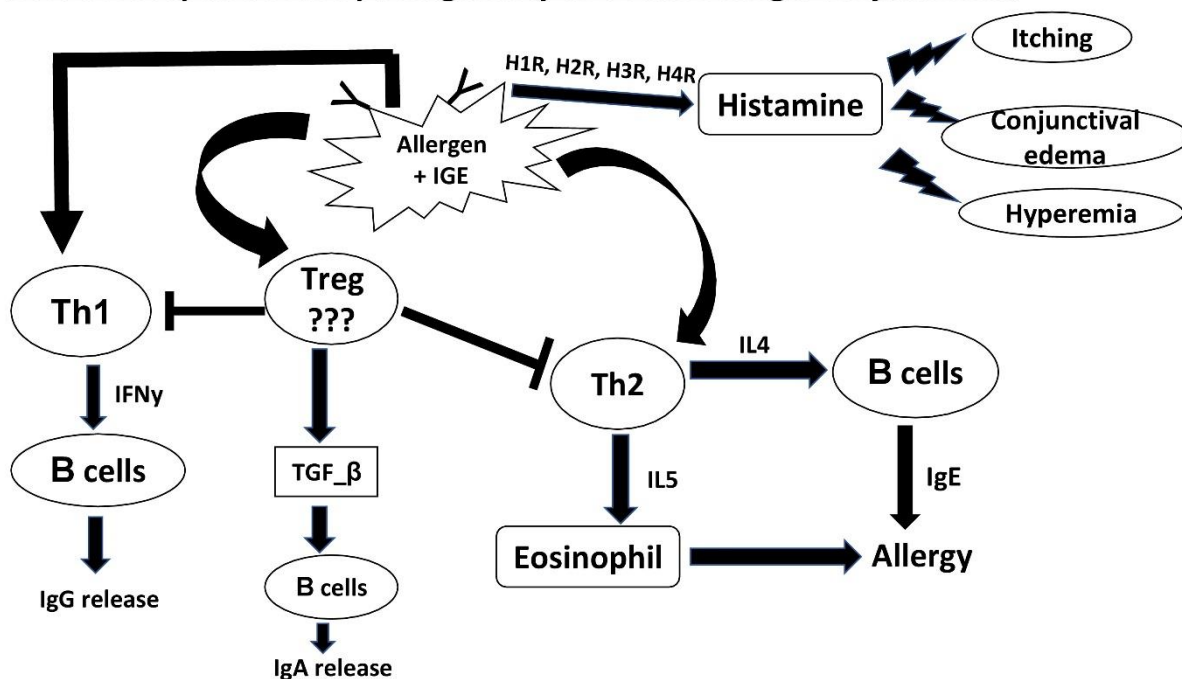 H1R, H2R, H3R, H4R
Histamine
Itching
Conjunctival
edema
Hyperemia
Allergen
+ IGE
Th1
Treg
???
Th2
IL4
B cells
IFNy
B cells
TGF_β
IL5
IgE
Eosinophil
Allergy
IgG release
B cells
IgA release